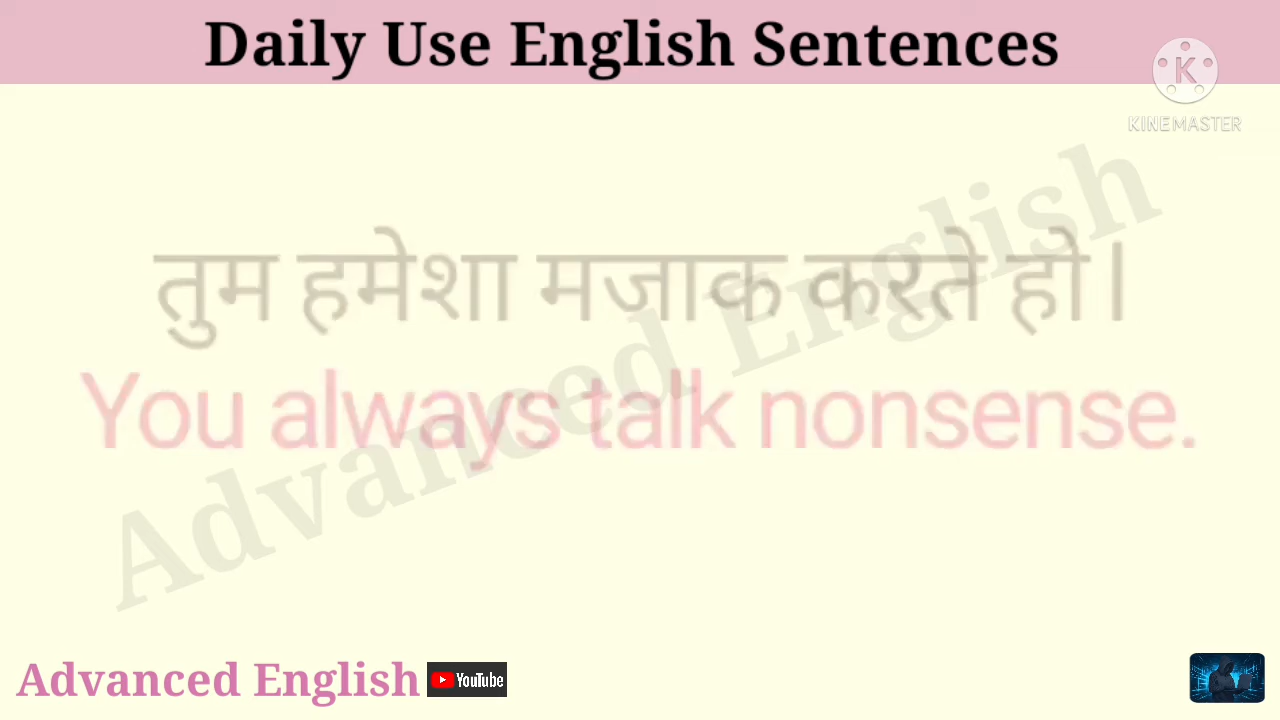 Daily Use English Sentences
K
KINEMASTER
तुम हमेशा मजाक करते हो।
You always talk nonsense.
Advanced English
Advanced English
YouTube